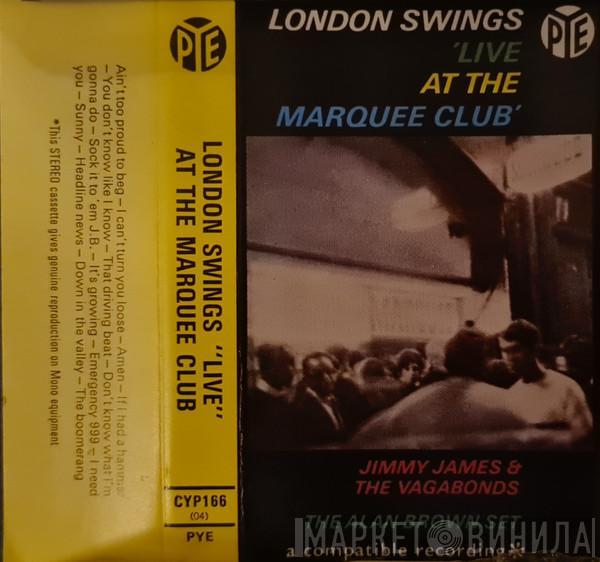 Ain't too proud to beg – I can't turn you loose – Amen – If I had a hammer
– You don't know like I know – That driving beat – Don't know what I'm
gonna do – Sock it to 'em J.B. – It's growing – Emergency 999 – I need
you – Sunny – Headline news – Down in the valley – The boomerang
*This STEREO cassette gives genuine reproduction on Mono equipment
PYE
LONDON SWINGS "LIVE"
AT THE MARQUEE CLUB
CYP166
(04)
PYE
LONDON SWINGS
'LIVE
AT THE
MARQUEE CLUB'
PYE
JIMMY JAMES &
THE VAGABONDS
THE ALAN BROWN SET
a compatible recording*
МАРКЕТ ВИНИЛА